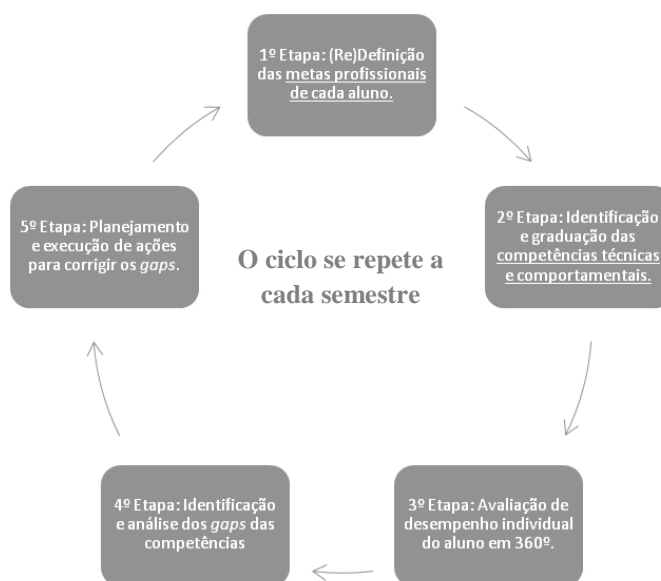 1º Etapa: (Re)Definição
das metas profissionais
de cada aluno.
2º Etapa: Identificação
e graduação das
competências técnicas
e comportamentais.
3º Etapa: Avaliação de
desempenho individual
do aluno em 360º.
4º Etapa: Identificação
e análise dos gaps das
competências
5º Etapa: Planejamento
e execução de ações
para corrigir os gaps.
O ciclo se repete a
cada semestre